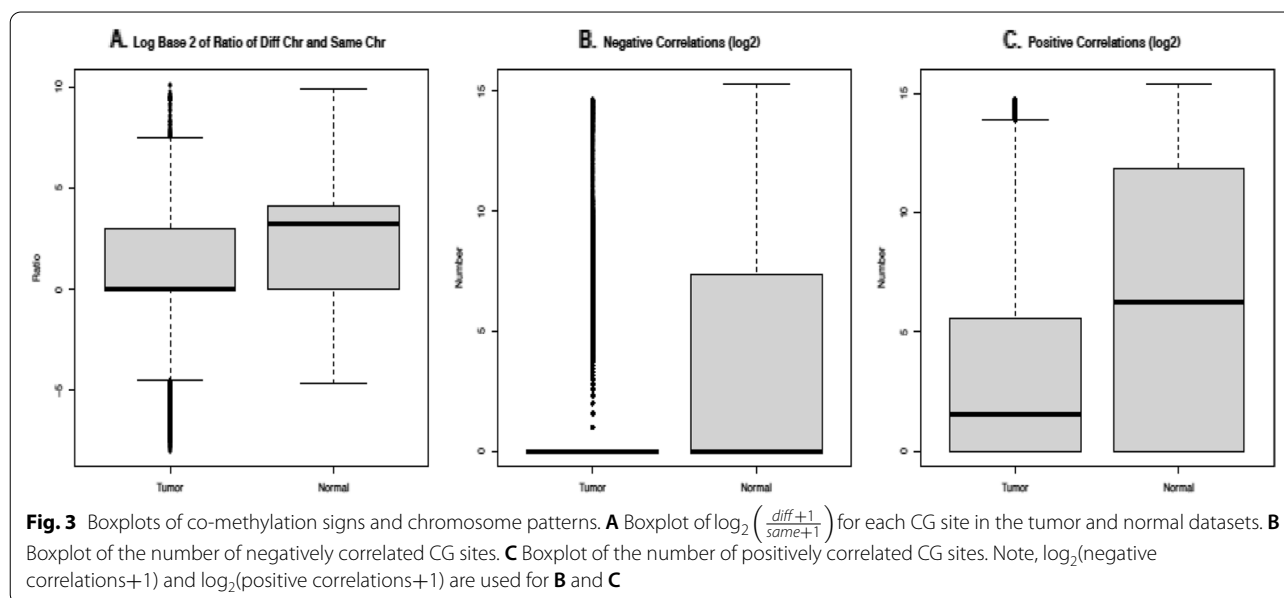 A. Log Base 2 of Ratio of Diff Chr and Same Chr
Ratio
10
5
0
−5
Tumor Normal
B. Negative Correlations (log2)
Number
15
10
5
0
Tumor Normal
C. Positive Correlations (log2)
Number
15
10
5
0
Tumor Normal
Fig. 3 Boxplots of co-methylation signs and chromosome patterns. A Boxplot of log₂(diff+1/same+1) for each CG site in the tumor and normal datasets. B
Boxplot of the number of negatively correlated CG sites. C Boxplot of the number of positively correlated CG sites. Note, log₂(negative
correlations+1) and log₂(positive correlations+1) are used for B and C